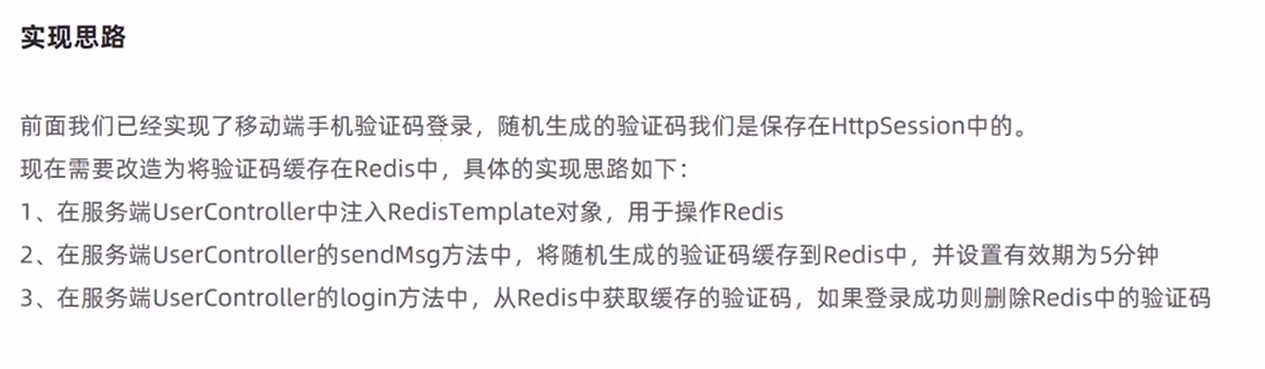 实现思路
前面我们已经实现了移动端手机验证码登录，随机生成的验证码我们是保存在HttpSession中的。
现在需要改造为将验证码缓存在Redis中，具体的实现思路如下：
1、在服务端UserController中注入RedisTemplate对象，用于操作Redis
2、在服务端UserController的sendMsg方法中，将随机生成的验证码缓存到Redis中，并设置有效期为5分钟
3、在服务端UserController的login方法中，从Redis中获取缓存的验证码，如果登录成功则删除Redis中的验证码